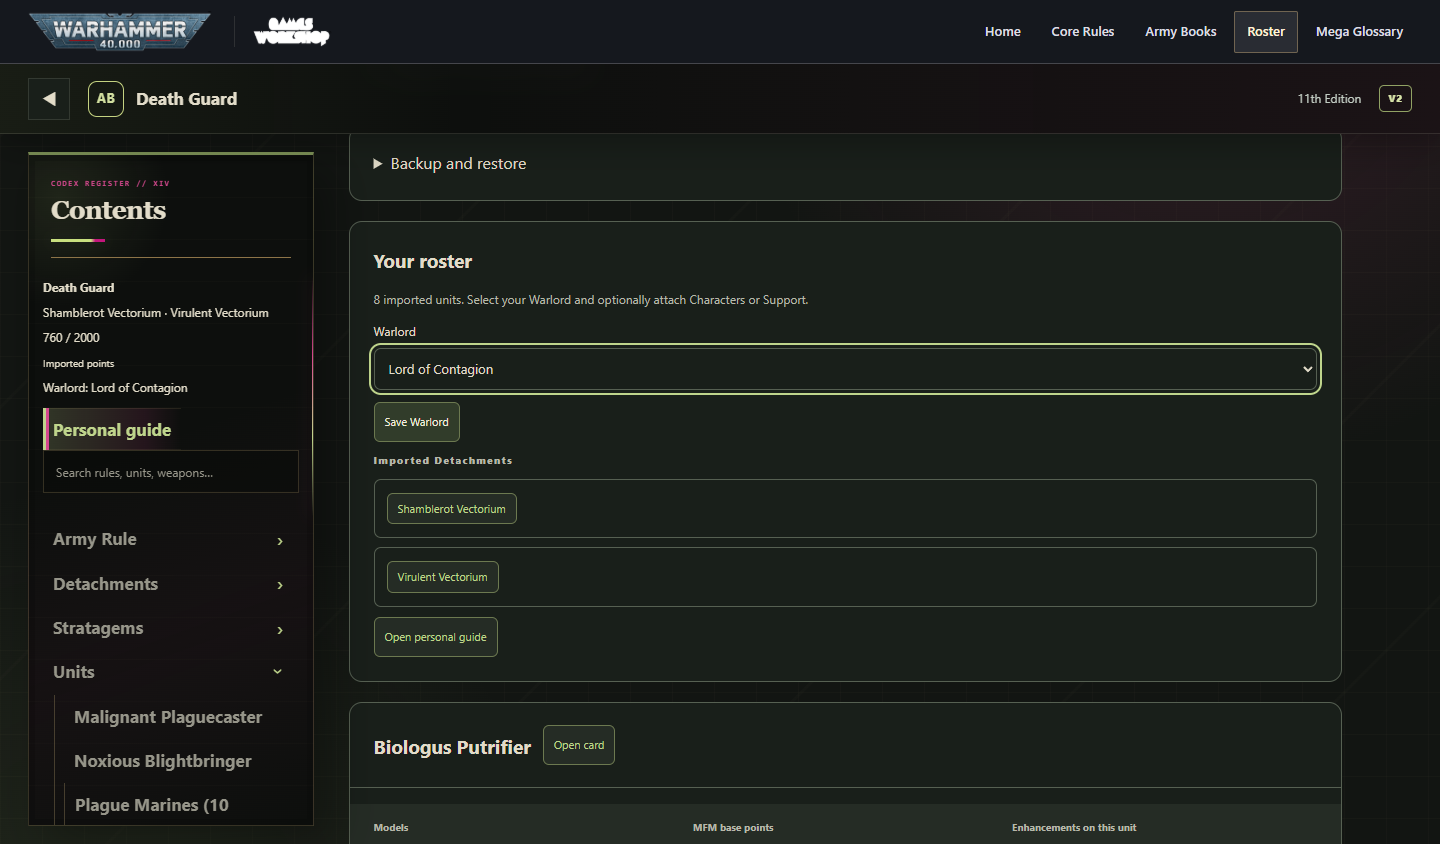 WARHAMMER
40,000
GAMES
WORKSHOP
Home
Core Rules
Army Books
Roster
Mega Glossary
◀
AB
Death Guard
11th Edition
V2
CODEX REGISTER // XIV
Contents
Death Guard
Shamblerot Vectorium · Virulent Vectorium
760 / 2000
Imported points
Warlord: Lord of Contagion
Personal guide
Search rules, units, weapons...
Army Rule
Detachments
Stratagems
Units
Malignant Plaguecaster
Noxious Blightbringer
Plague Marines (10
▶ Backup and restore
Your roster
8 imported units. Select your Warlord and optionally attach Characters or Support.
Warlord
Lord of Contagion
Save Warlord
Imported Detachments
Shamblerot Vectorium
Virulent Vectorium
Open personal guide
Biologus Putrifier
Open card
Models
MFM base points
Enhancements on this unit